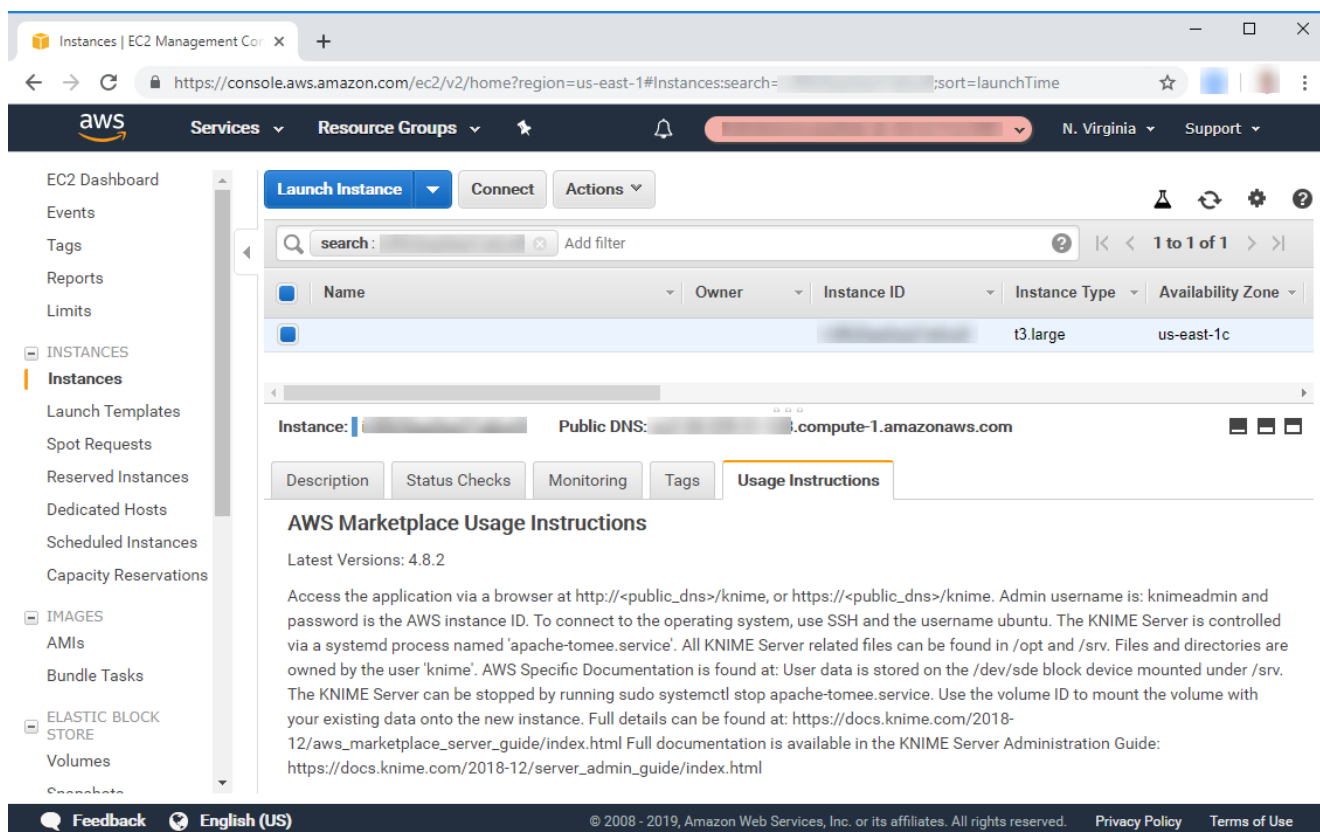 Instances | EC2 Management Cor
https://console.aws.amazon.com/ec2/v2/home?region=us-east-1#Instances:search= ;sort=launchTime
aws Services Resource Groups N. Virginia Support
EC2 Dashboard
Events
Tags
Reports
Limits
INSTANCES
Instances
Launch Templates
Spot Requests
Reserved Instances
Dedicated Hosts
Scheduled Instances
Capacity Reservations
IMAGES
AMIs
Bundle Tasks
ELASTIC BLOCK
STORE
Volumes
Snapshots
Launch Instance Connect Actions
search : Add filter 1 to 1 of 1
Name Owner Instance ID Instance Type Availability Zone
t3.large us-east-1c
Instance: Public DNS: .compute-1.amazonaws.com
Description Status Checks Monitoring Tags Usage Instructions
AWS Marketplace Usage Instructions
Latest Versions: 4.8.2
Access the application via a browser at http://<public_dns>/knime, or https://<public_dns>/knime. Admin username is: knimeadmin and
password is the AWS instance ID. To connect to the operating system, use SSH and the username ubuntu. The KNIME Server is controlled
via a systemd process named 'apache-tomee.service'. All KNIME Server related files can be found in /opt and /srv. Files and directories are
owned by the user 'knime'. AWS Specific Documentation is found at: User data is stored on the /dev/sde block device mounted under /srv.
The KNIME Server can be stopped by running sudo systemctl stop apache-tomee.service. Use the volume ID to mount the volume with
your existing data onto the new instance. Full details can be found at: https://docs.knime.com/2018-
12/aws_marketplace_server_guide/index.html Full documentation is available in the KNIME Server Administration Guide:
https://docs.knime.com/2018-12/server_admin_guide/index.html
Feedback English (US) © 2008 - 2019, Amazon Web Services, Inc. or its affiliates. All rights reserved. Privacy Policy Terms of Use